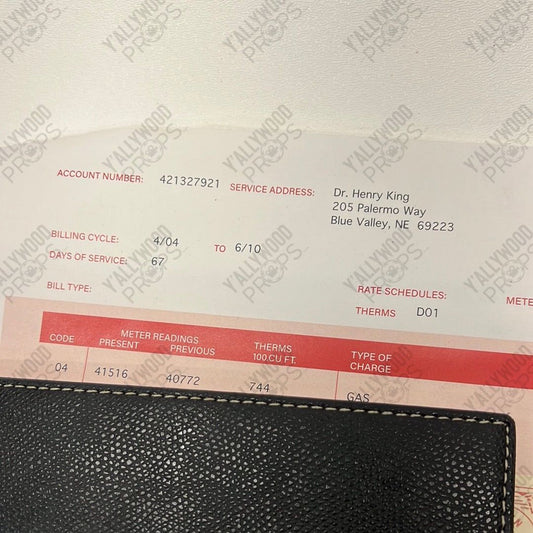 Y'ALLYWOOD PROPS
ACCOUNT NUMBER: 421327921 SERVICE ADDRESS: Dr. Henry King
205 Palermo Way
Blue Valley, NE 69223
BILLING CYCLE: 4/04 TO 6/10
DAYS OF SERVICE: 67
BILL TYPE:
RATE SCHEDULES:
THERMS D01
METE
CODE
METER READINGS
PRESENT PREVIOUS
THERMS
100.CU FT.
TYPE OF
CHARGE
04 41516 40772 744 GAS